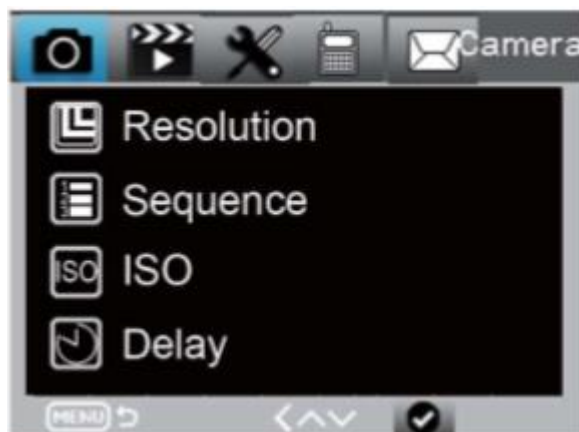 Camera
Resolution
Sequence
ISO ISO
Delay
MENU